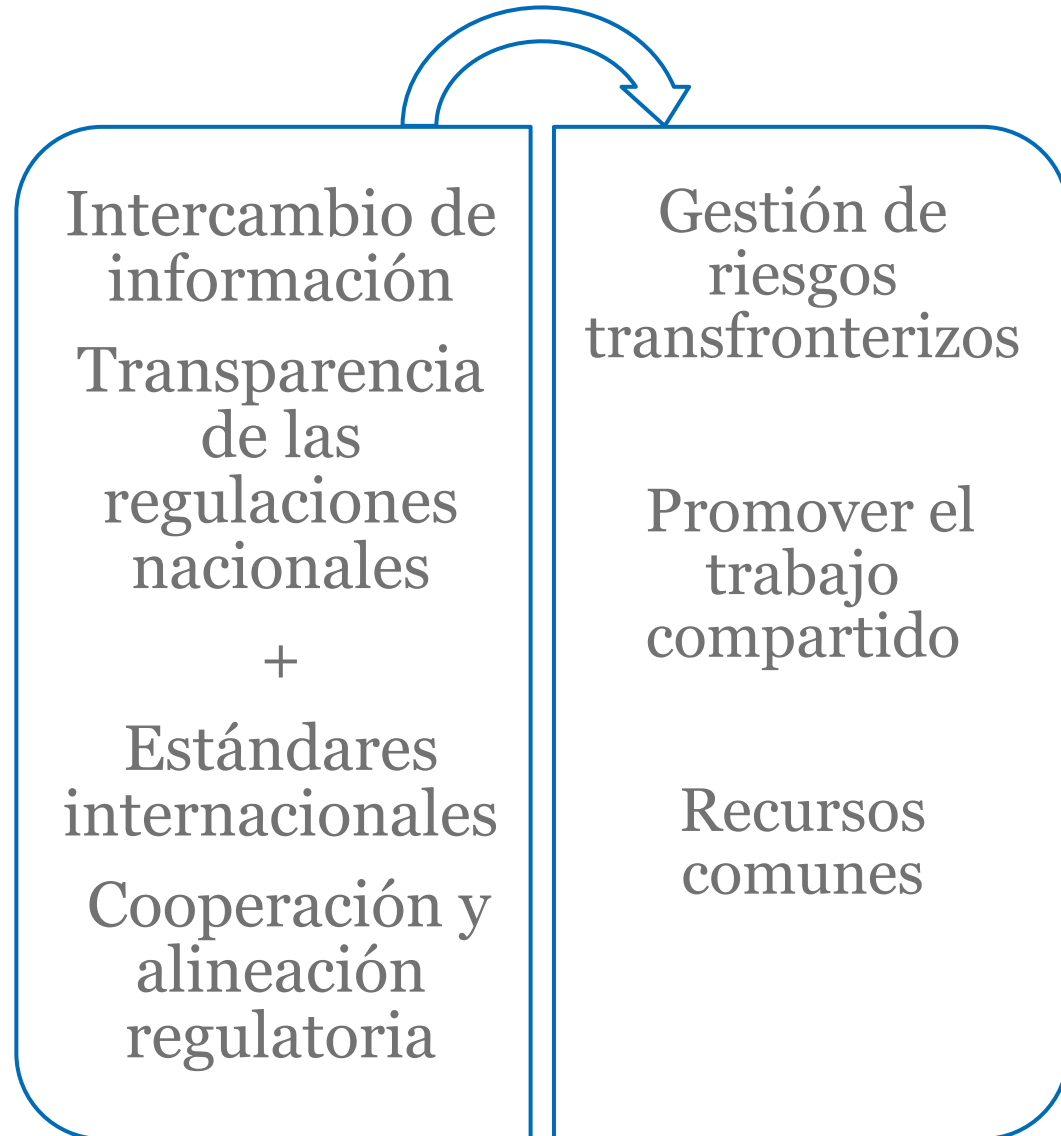 Intercambio de
información
Transparencia
de las
regulaciones
nacionales
+
Estándares
internacionales
Cooperación y
alineación
regulatoria
Gestión de
riesgos
transfronterizos
Promover el
trabajo
compartido
Recursos
comunes